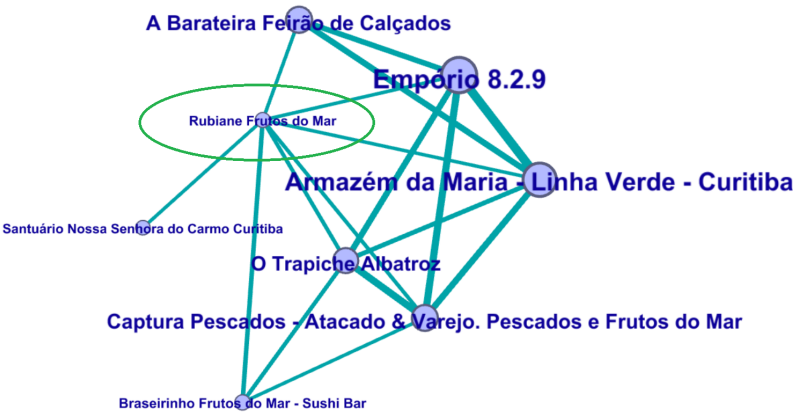 A Barateira Feirão de Calçados
Empório 8.2.9
Rubiane Frutos do Mar
Armazém da Maria - Linha Verde - Curitiba
Santuário Nossa Senhora do Carmo Curitiba
O Trapiche Albatroz
Captura Pescados - Atacado & Varejo. Pescados e Frutos do Mar
Braseirinho Frutos do Mar - Sushi Bar